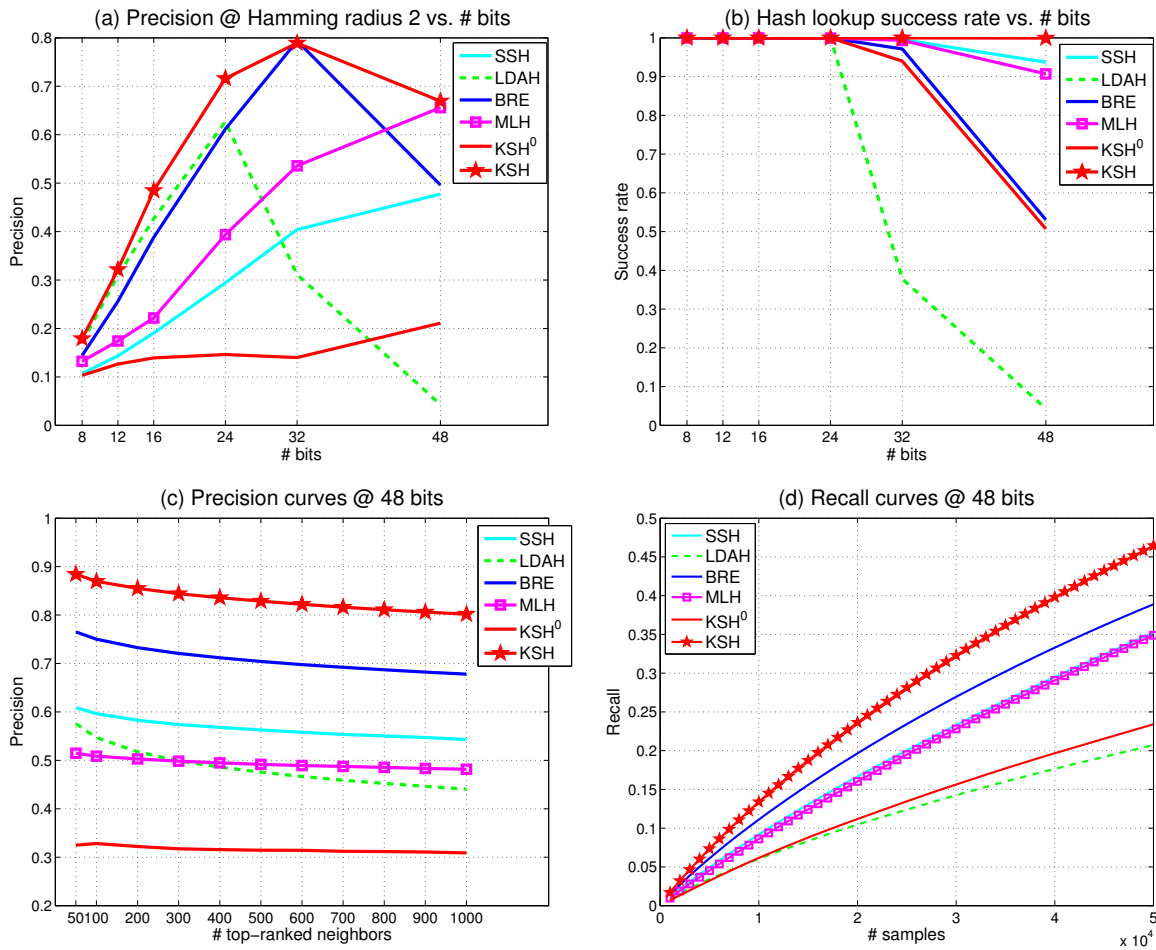 (a) Precision @ Hamming radius 2 vs. # bits
0.8
0.7
0.6
0.5
0.4
0.3
0.2
0.1
0
Precision
8 12 16 24 32 48
# bits
SSH
LDAH
BRE
MLH
KSH⁰
KSH
(b) Hash lookup success rate vs. # bits
1
0.9
0.8
0.7
0.6
0.5
0.4
0.3
0.2
0.1
0
Success rate
8 12 16 24 32 48
# bits
SSH
LDAH
BRE
MLH
KSH⁰
KSH
(c) Precision curves @ 48 bits
1
0.9
0.8
0.7
0.6
0.5
0.4
0.3
0.2
Precision
50 100 200 300 400 500 600 700 800 900 1000
# top-ranked neighbors
SSH
LDAH
BRE
MLH
KSH⁰
KSH
(d) Recall curves @ 48 bits
0.5
0.45
0.4
0.35
0.3
0.25
0.2
0.15
0.1
0.05
0
Recall
0 1 2 3 4 5
# samples
x 10⁴
SSH
LDAH
BRE
MLH
KSH⁰
KSH